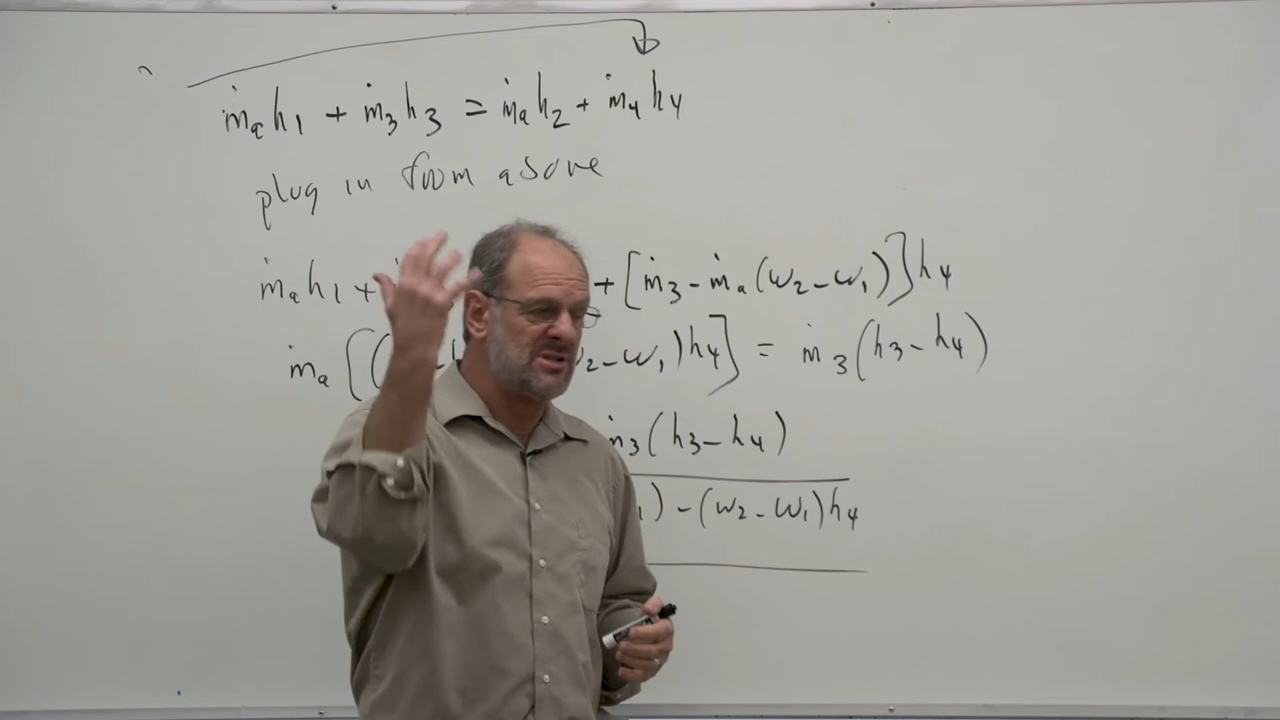 ṁₐh₁ + ṁ₃h₃ = ṁₐh₂ + ṁ₄h₄
plug in from above
ṁₐh₁ + + [ṁ₃ - ṁₐ(ω₂-ω₁)]h₄
ṁₐ[( ω₂-ω₁)h₄] = ṁ₃(h₃-h₄)
ṁ₃(h₃-h₄)
₁) - (ω₂-ω₁)h₄